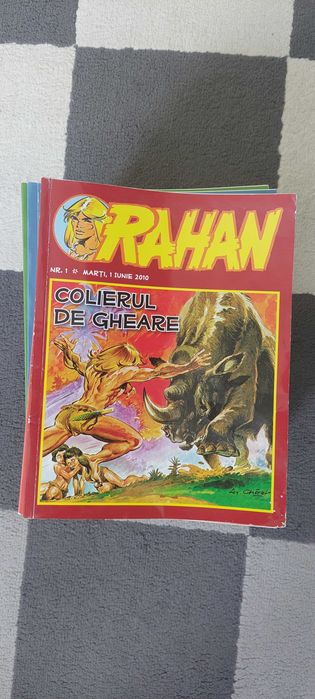 RAHAN
NR. 1 * MARȚI, 1 IUNIE 2010
COLIERUL
DE GHEARE